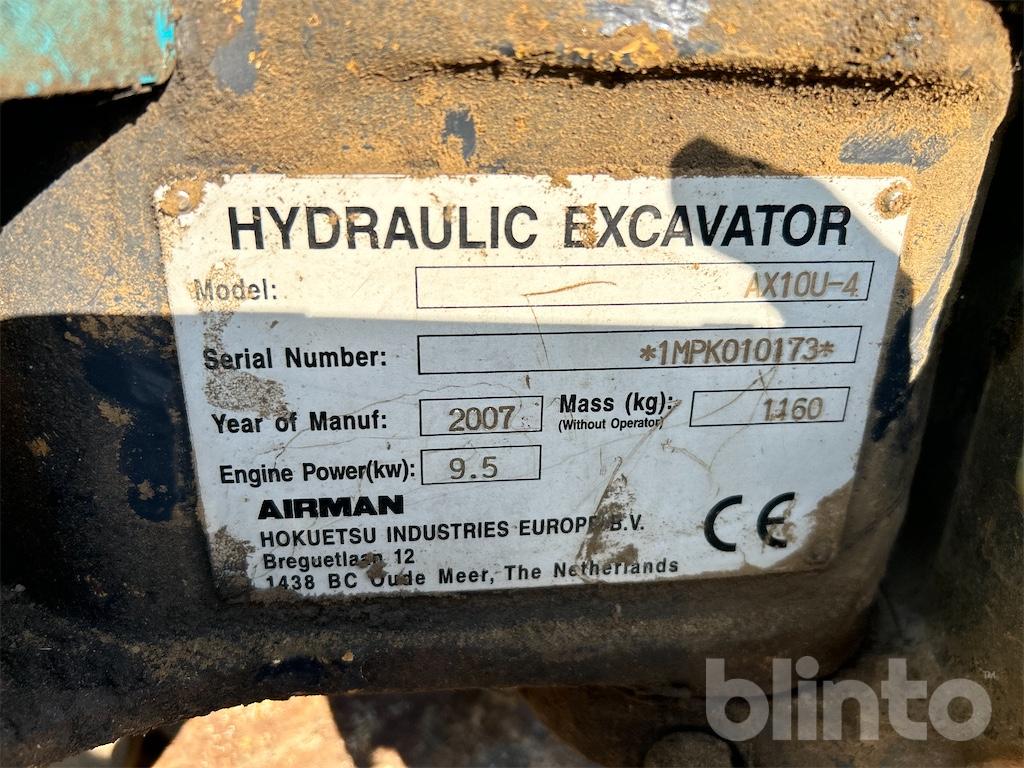 HYDRAULIC EXCAVATOR
Model: AX10U-4
Serial Number: *1MPK010173*
Year of Manuf: 2007 Mass (kg): 1160
(Without Operator)
Engine Power(kw): 9.5
AIRMAN
HOKUETSU INDUSTRIES EUROPE B.V.
CE
Breguetlaan 12
1438 BC Oude Meer, The Netherlands
blinto™